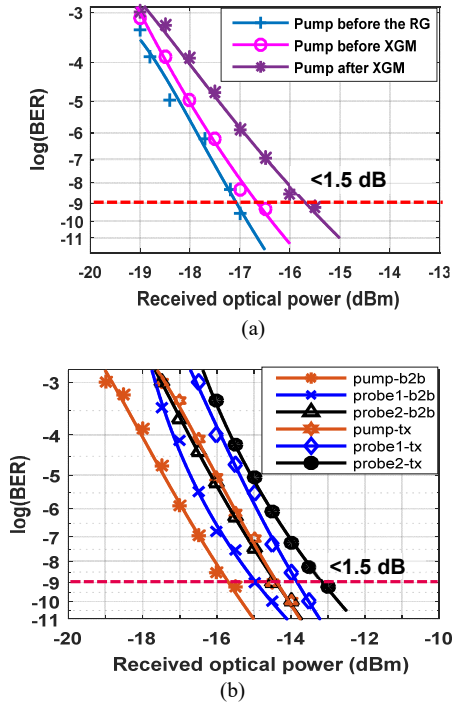 -3
-4
-5
-6
-7
-8
-9
-10
-11
log(BER)
Pump before the RG
Pump before XGM
Pump after XGM
<1.5 dB
-20 -19 -18 -17 -16 -15 -14 -13
Received optical power (dBm)
(a)
-3
-4
-5
-6
-7
-8
-9
-10
-11
log(BER)
pump-b2b
probe1-b2b
probe2-b2b
pump-tx
probe1-tx
probe2-tx
<1.5 dB
-20 -18 -16 -14 -12 -10
Received optical power (dBm)
(b)